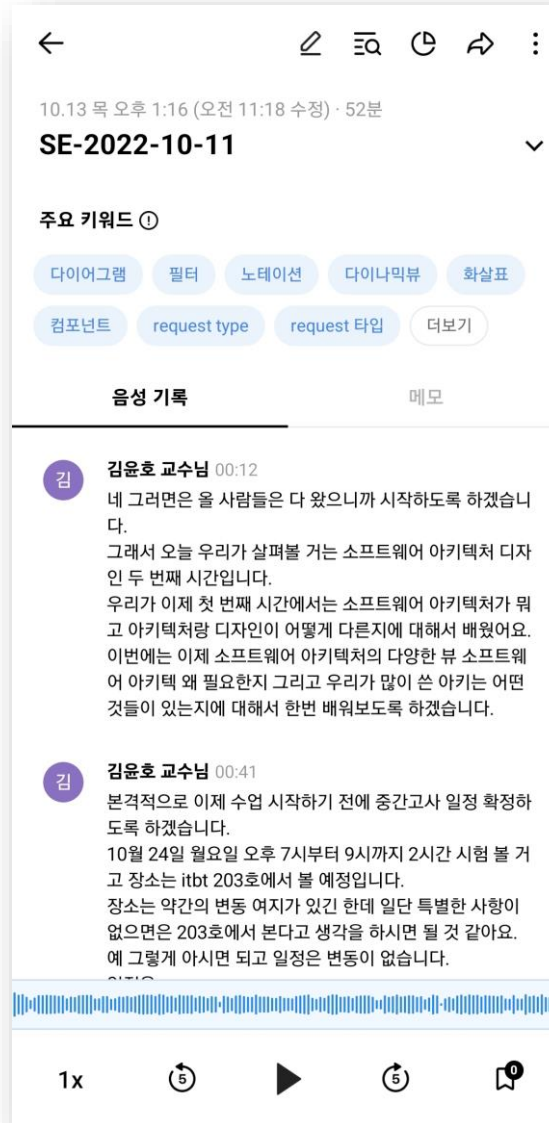 10.13 목 오후 1:16 (오전 11:18 수정) · 52분
SE-2022-10-11
주요 키워드
다이어그램 필터 노테이션 다이나믹뷰 화살표
컴포넌트 request type request 타입 더보기
음성 기록 메모
김 김윤호 교수님 00:12
네 그러면은 올 사람들은 다 왔으니까 시작하도록 하겠습니
다.
그래서 오늘 우리가 살펴볼 거는 소프트웨어 아키텍처 디자
인 두 번째 시간입니다.
우리가 이제 첫 번째 시간에서는 소프트웨어 아키텍처가 뭐
고 아키텍처랑 디자인이 어떻게 다른지에 대해서 배웠어요.
이번에는 이제 소프트웨어 아키텍처의 다양한 뷰 소프트웨
어 아키텍 왜 필요한지 그리고 우리가 많이 쓴 아키는 어떤
것들이 있는지에 대해서 한번 배워보도록 하겠습니다.
김 김윤호 교수님 00:41
본격적으로 이제 수업 시작하기 전에 중간고사 일정 확정하
도록 하겠습니다.
10월 24일 월요일 오후 7시부터 9시까지 2시간 시험 볼 거
고 장소는 itbt 203호에서 볼 예정입니다.
장소는 약간의 변동 여지가 있긴 한데 일단 특별한 사항이
없으면은 203호에서 본다고 생각을 하시면 될 것 같아요.
예 그렇게 아시면 되고 일정은 변동이 없습니다.
1x 5 5 0